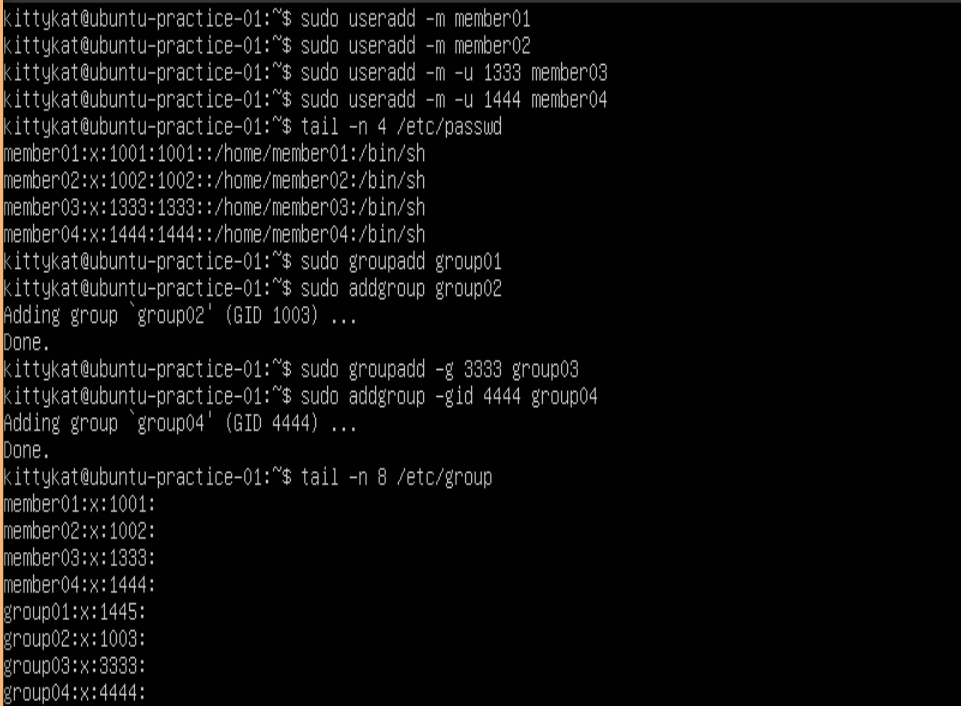 kittykat@ubuntu-practice-01:~$ sudo useradd -m member01
kittykat@ubuntu-practice-01:~$ sudo useradd -m member02
kittykat@ubuntu-practice-01:~$ sudo useradd -m -u 1333 member03
kittykat@ubuntu-practice-01:~$ sudo useradd -m -u 1444 member04
kittykat@ubuntu-practice-01:~$ tail -n 4 /etc/passwd
member01:x:1001:1001::/home/member01:/bin/sh
member02:x:1002:1002::/home/member02:/bin/sh
member03:x:1333:1333::/home/member03:/bin/sh
member04:x:1444:1444::/home/member04:/bin/sh
kittykat@ubuntu-practice-01:~$ sudo groupadd group01
kittykat@ubuntu-practice-01:~$ sudo addgroup group02
Adding group `group02' (GID 1003) ...
Done.
kittykat@ubuntu-practice-01:~$ sudo groupadd -g 3333 group03
kittykat@ubuntu-practice-01:~$ sudo addgroup -gid 4444 group04
Adding group `group04' (GID 4444) ...
Done.
kittykat@ubuntu-practice-01:~$ tail -n 8 /etc/group
member01:x:1001:
member02:x:1002:
member03:x:1333:
member04:x:1444:
group01:x:1445:
group02:x:1003:
group03:x:3333:
group04:x:4444: